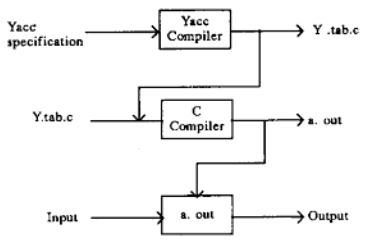 Yacc
specification
Yacc
Compiler
Y .tab.c
Y.tab.c
C
Compiler
a. out
Input
a. out
Output